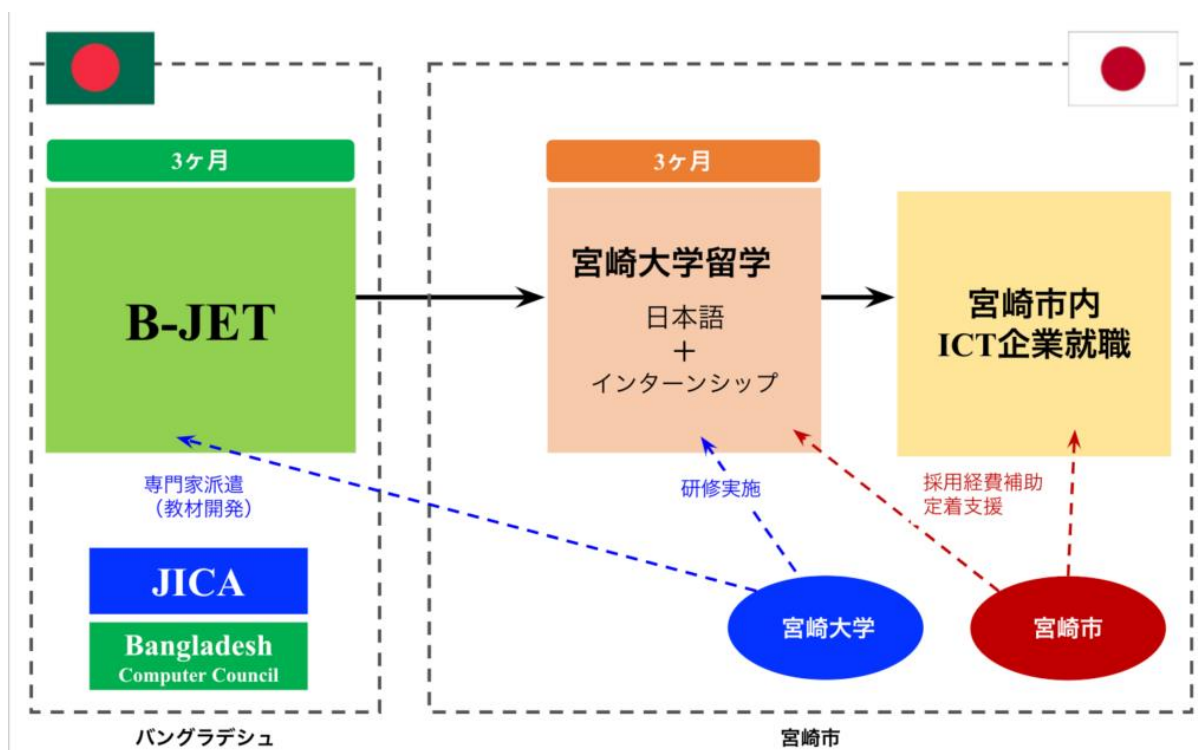 3ヶ月
B-JET
専門家派遣
（教材開発）
JICA
Bangladesh
Computer Council
バングラデシュ
3ヶ月
宮崎大学留学
日本語
＋
インターンシップ
宮崎市内
ICT企業就職
研修実施
採用経費補助
定着支援
宮崎大学
宮崎市
宮崎市